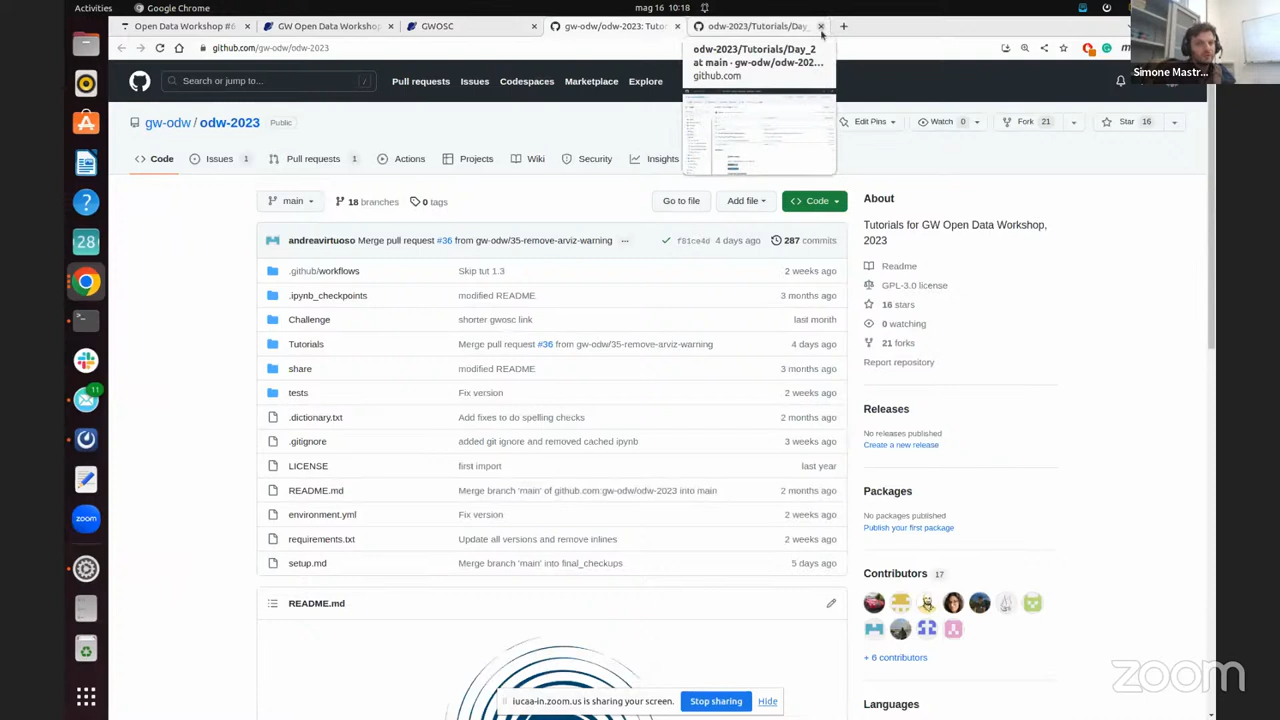 Activities
Google Chrome
mag 16 10:18
Open Data Workshop #6
GW Open Data Workshop,
GWOSC
gw-odw/odw-2023: Tutor
odw-2023/Tutorials/Day_
github.com/gw-odw/odw-2023
odw-2023/Tutorials/Day_2
at main · gw-odw/odw-202...
github.com
Simone Mastr...
Search or jump to...
/
Pull requests
Issues
Codespaces
Marketplace
Explore
gw-odw / odw-2023
Public
Edit Pins
Watch 0
Fork 21
Star 16
Code
Issues 1
Pull requests 1
Actions
Projects
Wiki
Security
Insights
main
18 branches
0 tags
Go to file
Add file
Code
andreavirtuoso Merge pull request #36 from gw-odw/35-remove-arviz-warning ...
f81ce4d 4 days ago
287 commits
.github/workflows
Skip tut 1.3
2 weeks ago
.ipynb_checkpoints
modified README
3 months ago
Challenge
shorter gwosc link
last month
Tutorials
Merge pull request #36 from gw-odw/35-remove-arviz-warning
4 days ago
share
modified README
3 months ago
tests
Fix version
2 weeks ago
.dictionary.txt
Add fixes to do spelling checks
2 months ago
.gitignore
added git ignore and removed cached ipynb
3 weeks ago
LICENSE
first import
last year
README.md
Merge branch 'main' of github.com:gw-odw/odw-2023 into main
2 months ago
environment.yml
Fix version
2 weeks ago
requirements.txt
Update all versions and remove inlines
2 weeks ago
setup.md
Merge branch 'main' into final_checkups
5 days ago
README.md
About
Tutorials for GW Open Data Workshop,
2023
Readme
GPL-3.0 license
16 stars
0 watching
21 forks
Report repository
Releases
No releases published
Create a new release
Packages
No packages published
Publish your first package
Contributors 17
+ 6 contributors
Languages
28
11
zoom
iucaa-in.zoom.us is sharing your screen.
Stop sharing
Hide
zoom